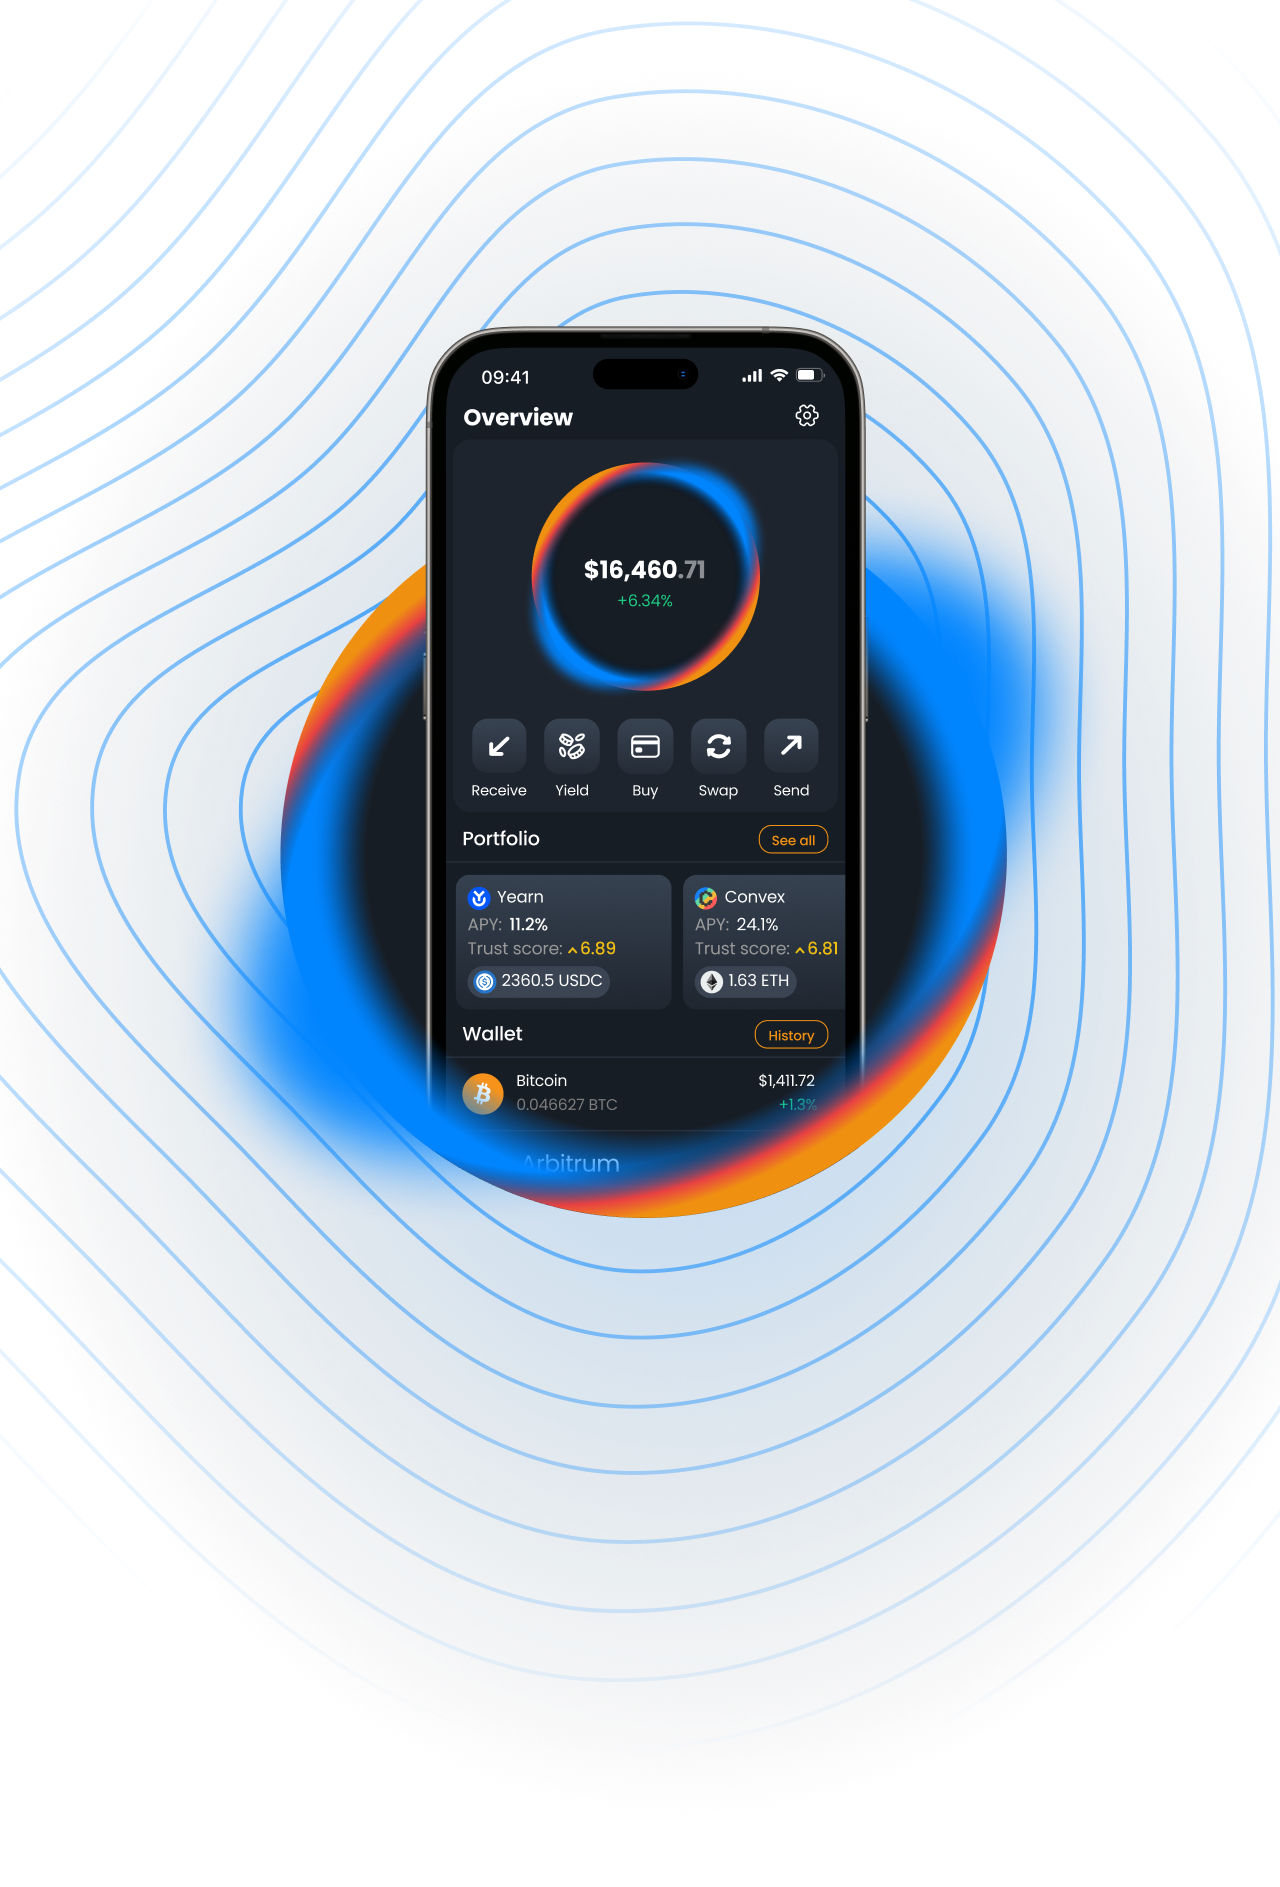 09:41
Overview
$16,460.71
+6.34%
Receive Yield Buy Swap Send
Portfolio See all
Yearn Convex
APY: 11.2% APY: 24.1%
Trust score: 6.89 Trust score: 6.81
2360.5 USDC 1.63 ETH
Wallet History
Bitcoin $1,411.72
0.046627 BTC +1.3%
Arbitrum